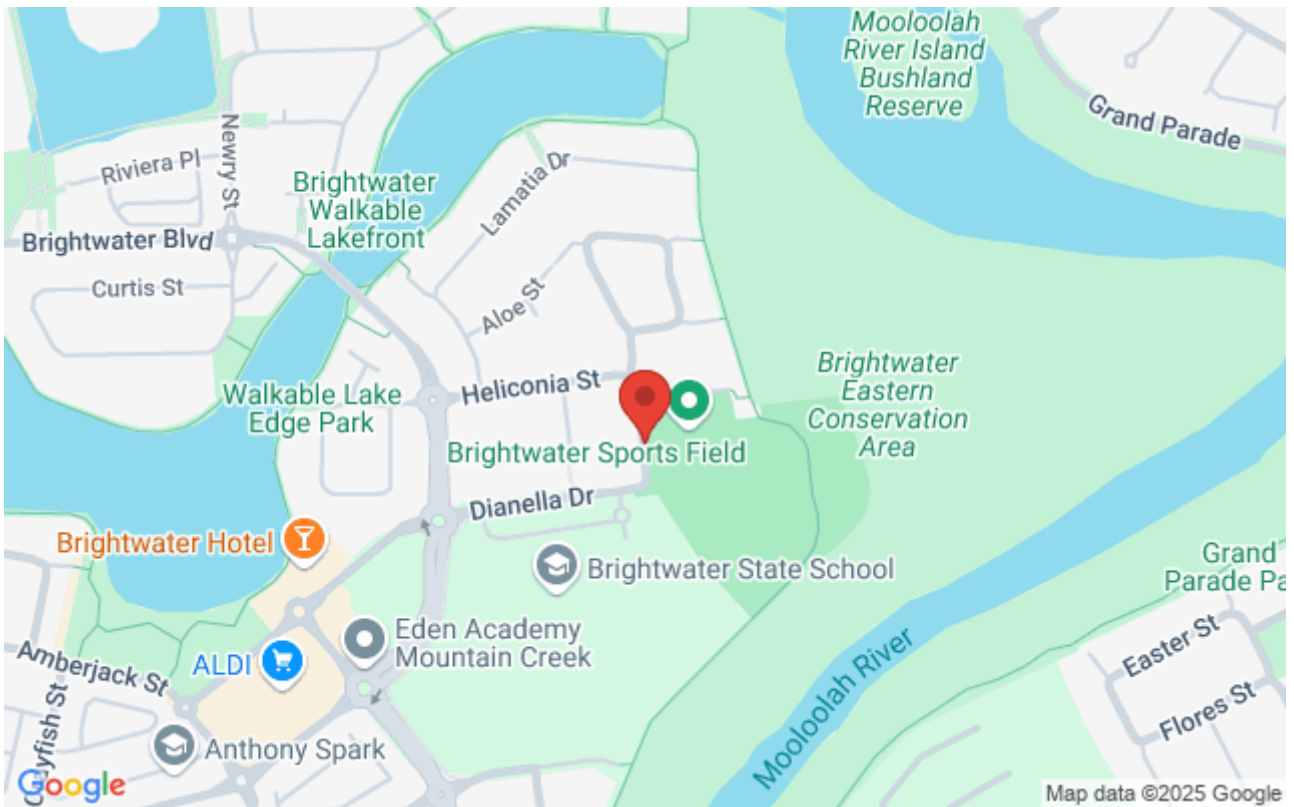 Mooloolah
River Island
Bushland
Reserve
Grand Parade
Riviera Pl
Newry St
Brightwater
Walkable
Lakefront
Lamatia Dr
Brightwater Blvd
Curtis St
Aloe St
Heliconia St
Walkable Lake
Edge Park
Brightwater
Eastern
Conservation
Area
Brightwater Sports Field
Dianella Dr
Brightwater Hotel
Brightwater State School
Grand
Parade Pa
Eden Academy
Mountain Creek
Amberjack St
ALDI
Mooloolah River
Easter St
Flores St
yfish St
Anthony Spark
Google
Map data ©2025 Google